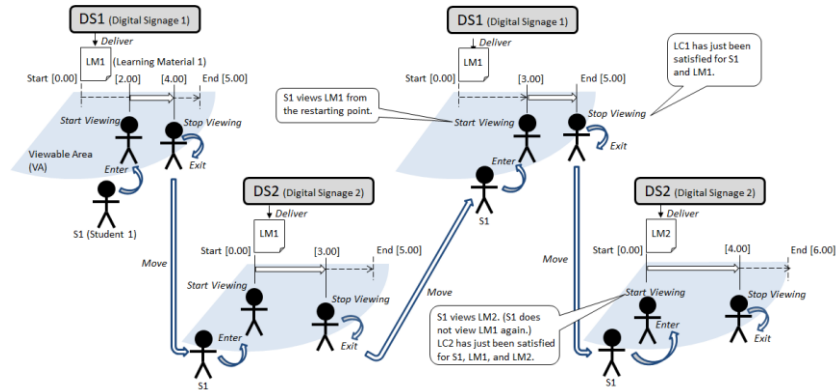 DS1 (Digital Signage 1)
Deliver
LM1
(Learning Material 1)
Start [0.00]
[2.00]
[4.00]
End [5.00]
Start Viewing
Stop Viewing
Viewable Area
(VA)
Enter
Exit
S1 (Student 1)
Move
DS2 (Digital Signage 2)
Deliver
LM1
Start [0.00]
[3.00]
End [5.00]
Start Viewing
Stop Viewing
Enter
Exit
S1
Move
DS1 (Digital Signage 1)
Deliver
LM1
Start [0.00]
[3.00]
[5.00]
S1 views LM1 from
the restarting point.
LC1 has just been
satisfied for S1
and LM1.
Start Viewing
Stop Viewing
Enter
Exit
S1
Move
DS2 (Digital Signage 2)
Deliver
LM2
Start [0.00]
[4.00]
End [6.00]
Start Viewing
Stop Viewing
S1 views LM2. (S1 does
not view LM1 again.)
LC2 has just been satisfied
for S1, LM1, and LM2.
Enter
Exit
S1